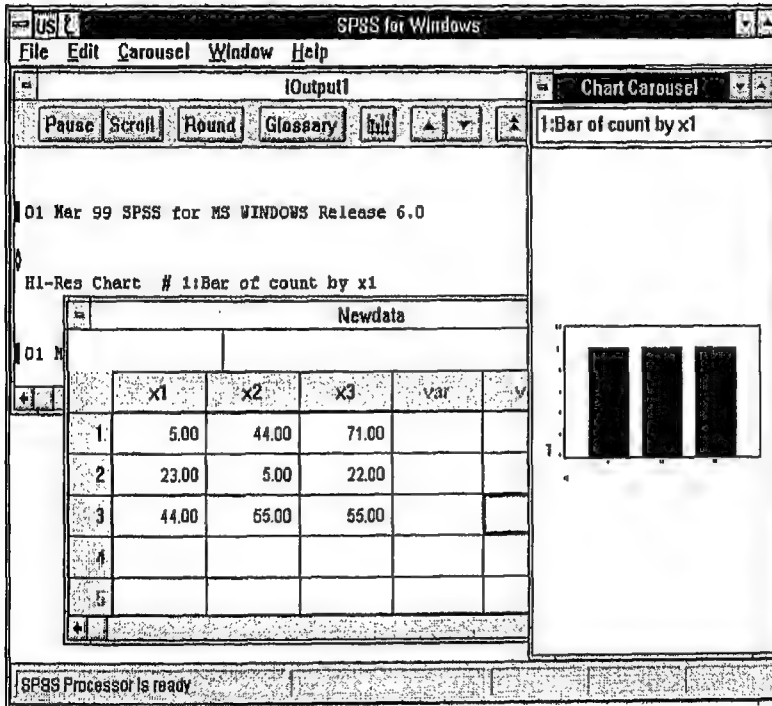 US
SPSS for Windows
File Edit Carousel Window Help
!Output1
Pause Scroll Round Glossary
01 Mar 99 SPSS for MS WINDOWS Release 6.0
Hi-Res Chart # 1:Bar of count by x1
01 M
Chart Carousel
1:Bar of count by x1
Newdata
x1 x2 x3 var v
1 5.00 44.00 71.00
2 23.00 5.00 22.00
3 44.00 55.00 55.00
4
5
SPSS Processor is ready